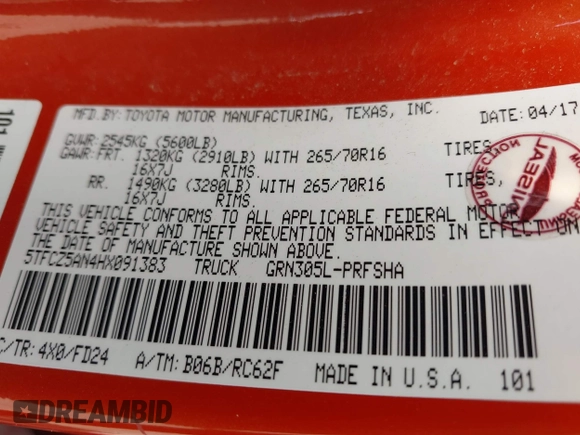 MFD.BY:TOYOTA MOTOR MANUFACTURING, TEXAS, INC. DATE:04/17
GVWR:2545KG (5600LB)
GAWR:FRT. 1320KG (2910LB) WITH 265/70R16 TIRES,
16X7J RIMS.
RR. 1490KG (3280LB) WITH 265/70R16 TIRES,
16X7J RIMS.
THIS VEHICLE CONFORMS TO ALL APPLICABLE FEDERAL MOTOR
VEHICLE SAFETY AND THEFT PREVENTION STANDARDS IN EFFECT ON
THE DATE OF MANUFACTURE SHOWN ABOVE.
5TFCZ5AN4HX091383 TRUCK GRN305L-PRFSHA
C/TR:4X0/FD24 A/TM:B06B/RC62F MADE IN U.S.A. 101
101
DREAMBID